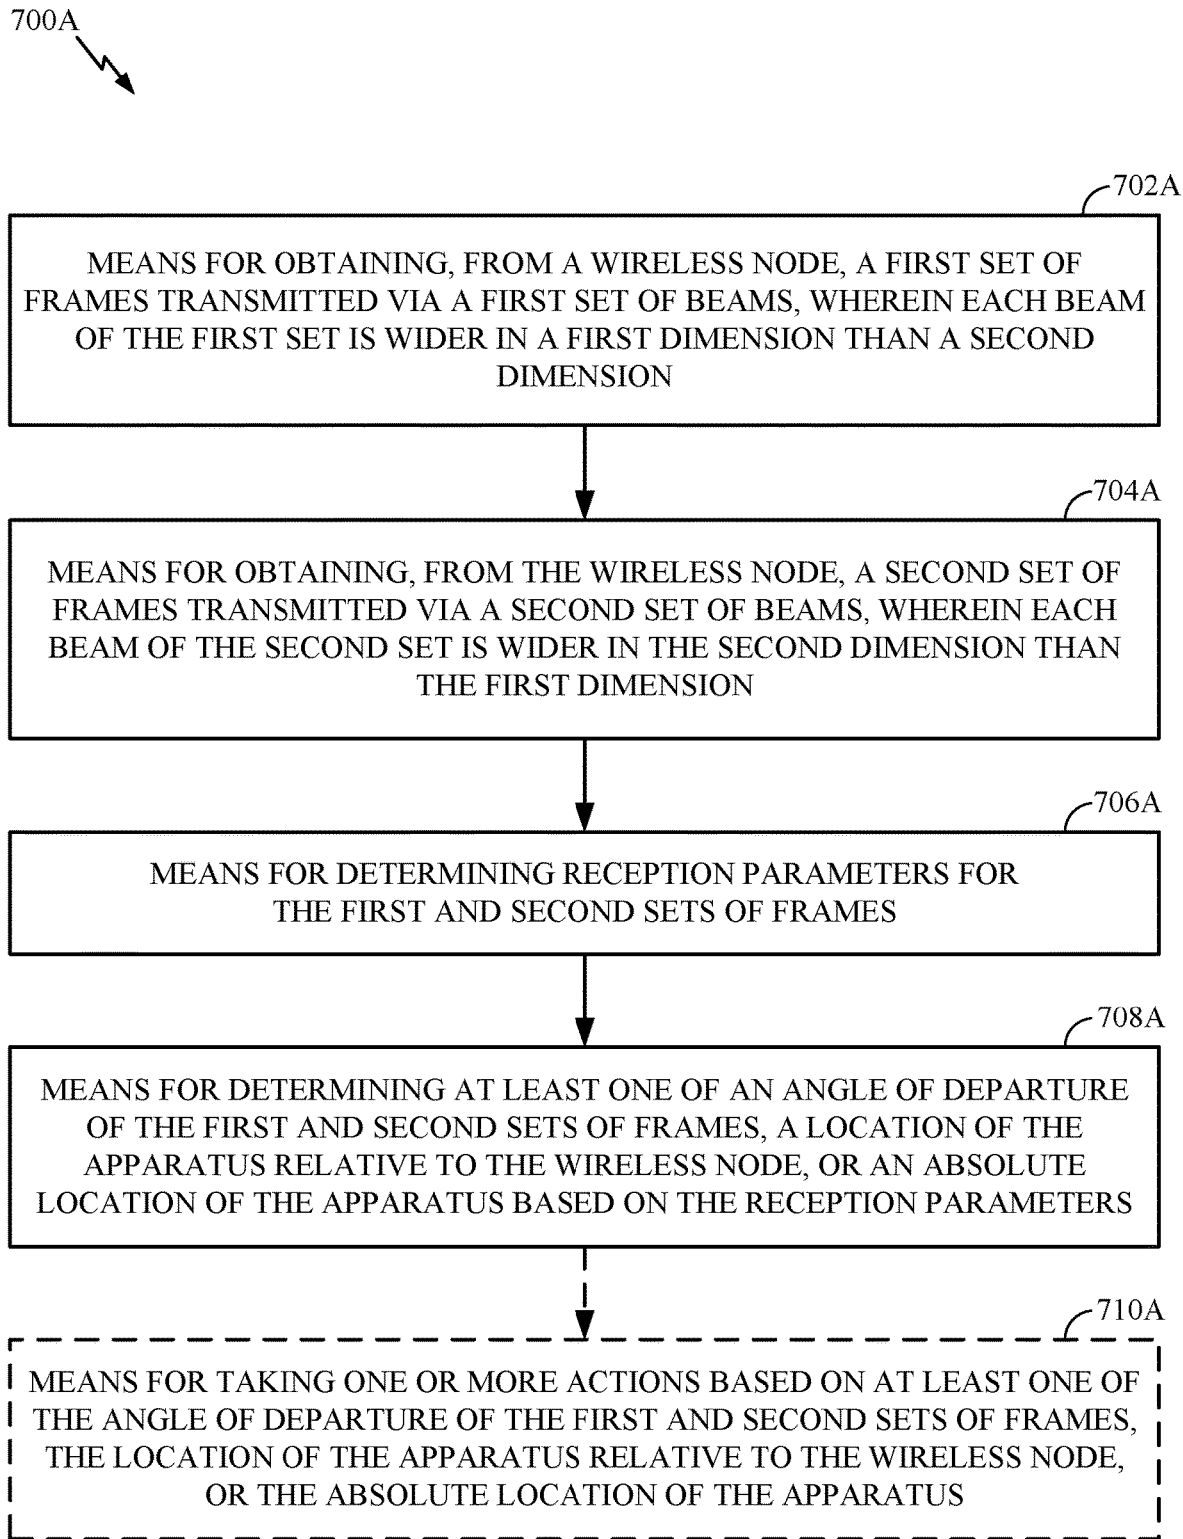 700A
702A
MEANS FOR OBTAINING, FROM A WIRELESS NODE, A FIRST SET OF
FRAMES TRANSMITTED VIA A FIRST SET OF BEAMS, WHEREIN EACH BEAM
OF THE FIRST SET IS WIDER IN A FIRST DIMENSION THAN A SECOND
DIMENSION
704A
MEANS FOR OBTAINING, FROM THE WIRELESS NODE, A SECOND SET OF
FRAMES TRANSMITTED VIA A SECOND SET OF BEAMS, WHEREIN EACH
BEAM OF THE SECOND SET IS WIDER IN THE SECOND DIMENSION THAN
THE FIRST DIMENSION
706A
MEANS FOR DETERMINING RECEPTION PARAMETERS FOR
THE FIRST AND SECOND SETS OF FRAMES
708A
MEANS FOR DETERMINING AT LEAST ONE OF AN ANGLE OF DEPARTURE
OF THE FIRST AND SECOND SETS OF FRAMES, A LOCATION OF THE
APPARATUS RELATIVE TO THE WIRELESS NODE, OR AN ABSOLUTE
LOCATION OF THE APPARATUS BASED ON THE RECEPTION PARAMETERS
710A
MEANS FOR TAKING ONE OR MORE ACTIONS BASED ON AT LEAST ONE OF
THE ANGLE OF DEPARTURE OF THE FIRST AND SECOND SETS OF FRAMES,
THE LOCATION OF THE APPARATUS RELATIVE TO THE WIRELESS NODE,
OR THE ABSOLUTE LOCATION OF THE APPARATUS